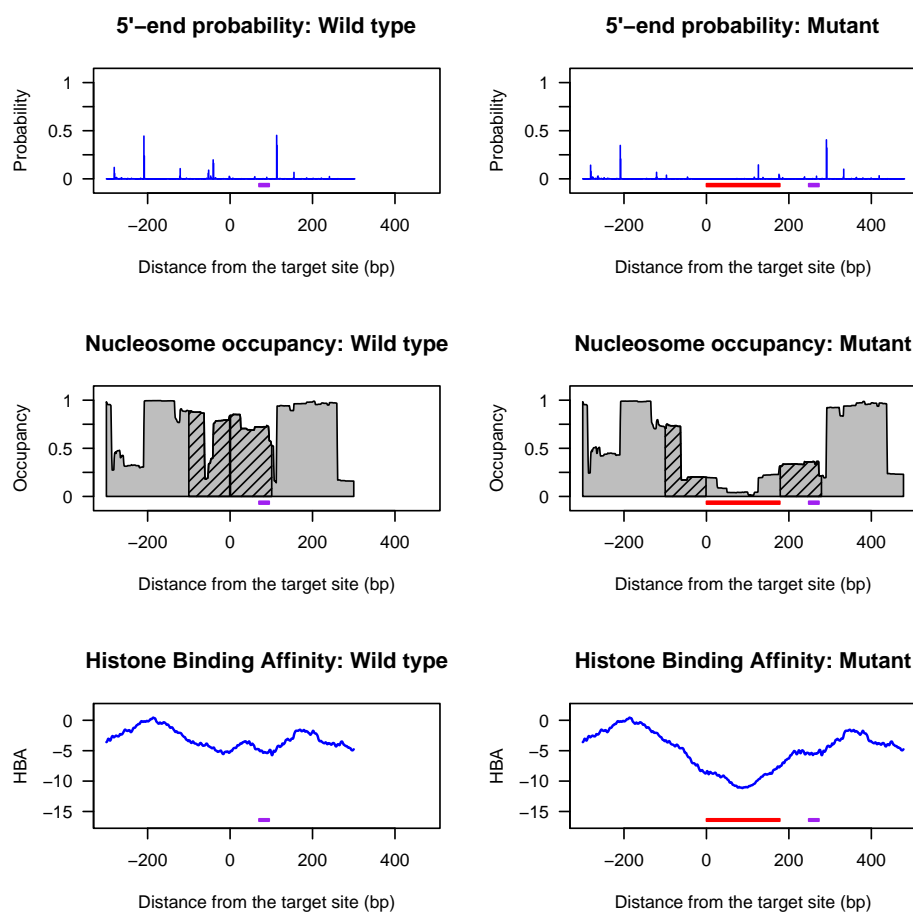 5'−end probability: Wild type
Probability
1
0.5
0
−200 0 200 400
Distance from the target site (bp)
5'−end probability: Mutant
Probability
1
0.5
0
−200 0 200 400
Distance from the target site (bp)
Nucleosome occupancy: Wild type
Occupancy
1
0.5
0
−200 0 200 400
Distance from the target site (bp)
Nucleosome occupancy: Mutant
Occupancy
1
0.5
0
−200 0 200 400
Distance from the target site (bp)
Histone Binding Affinity: Wild type
HBA
0
−5
−10
−15
−200 0 200 400
Distance from the target site (bp)
Histone Binding Affinity: Mutant
HBA
0
−5
−10
−15
−200 0 200 400
Distance from the target site (bp)